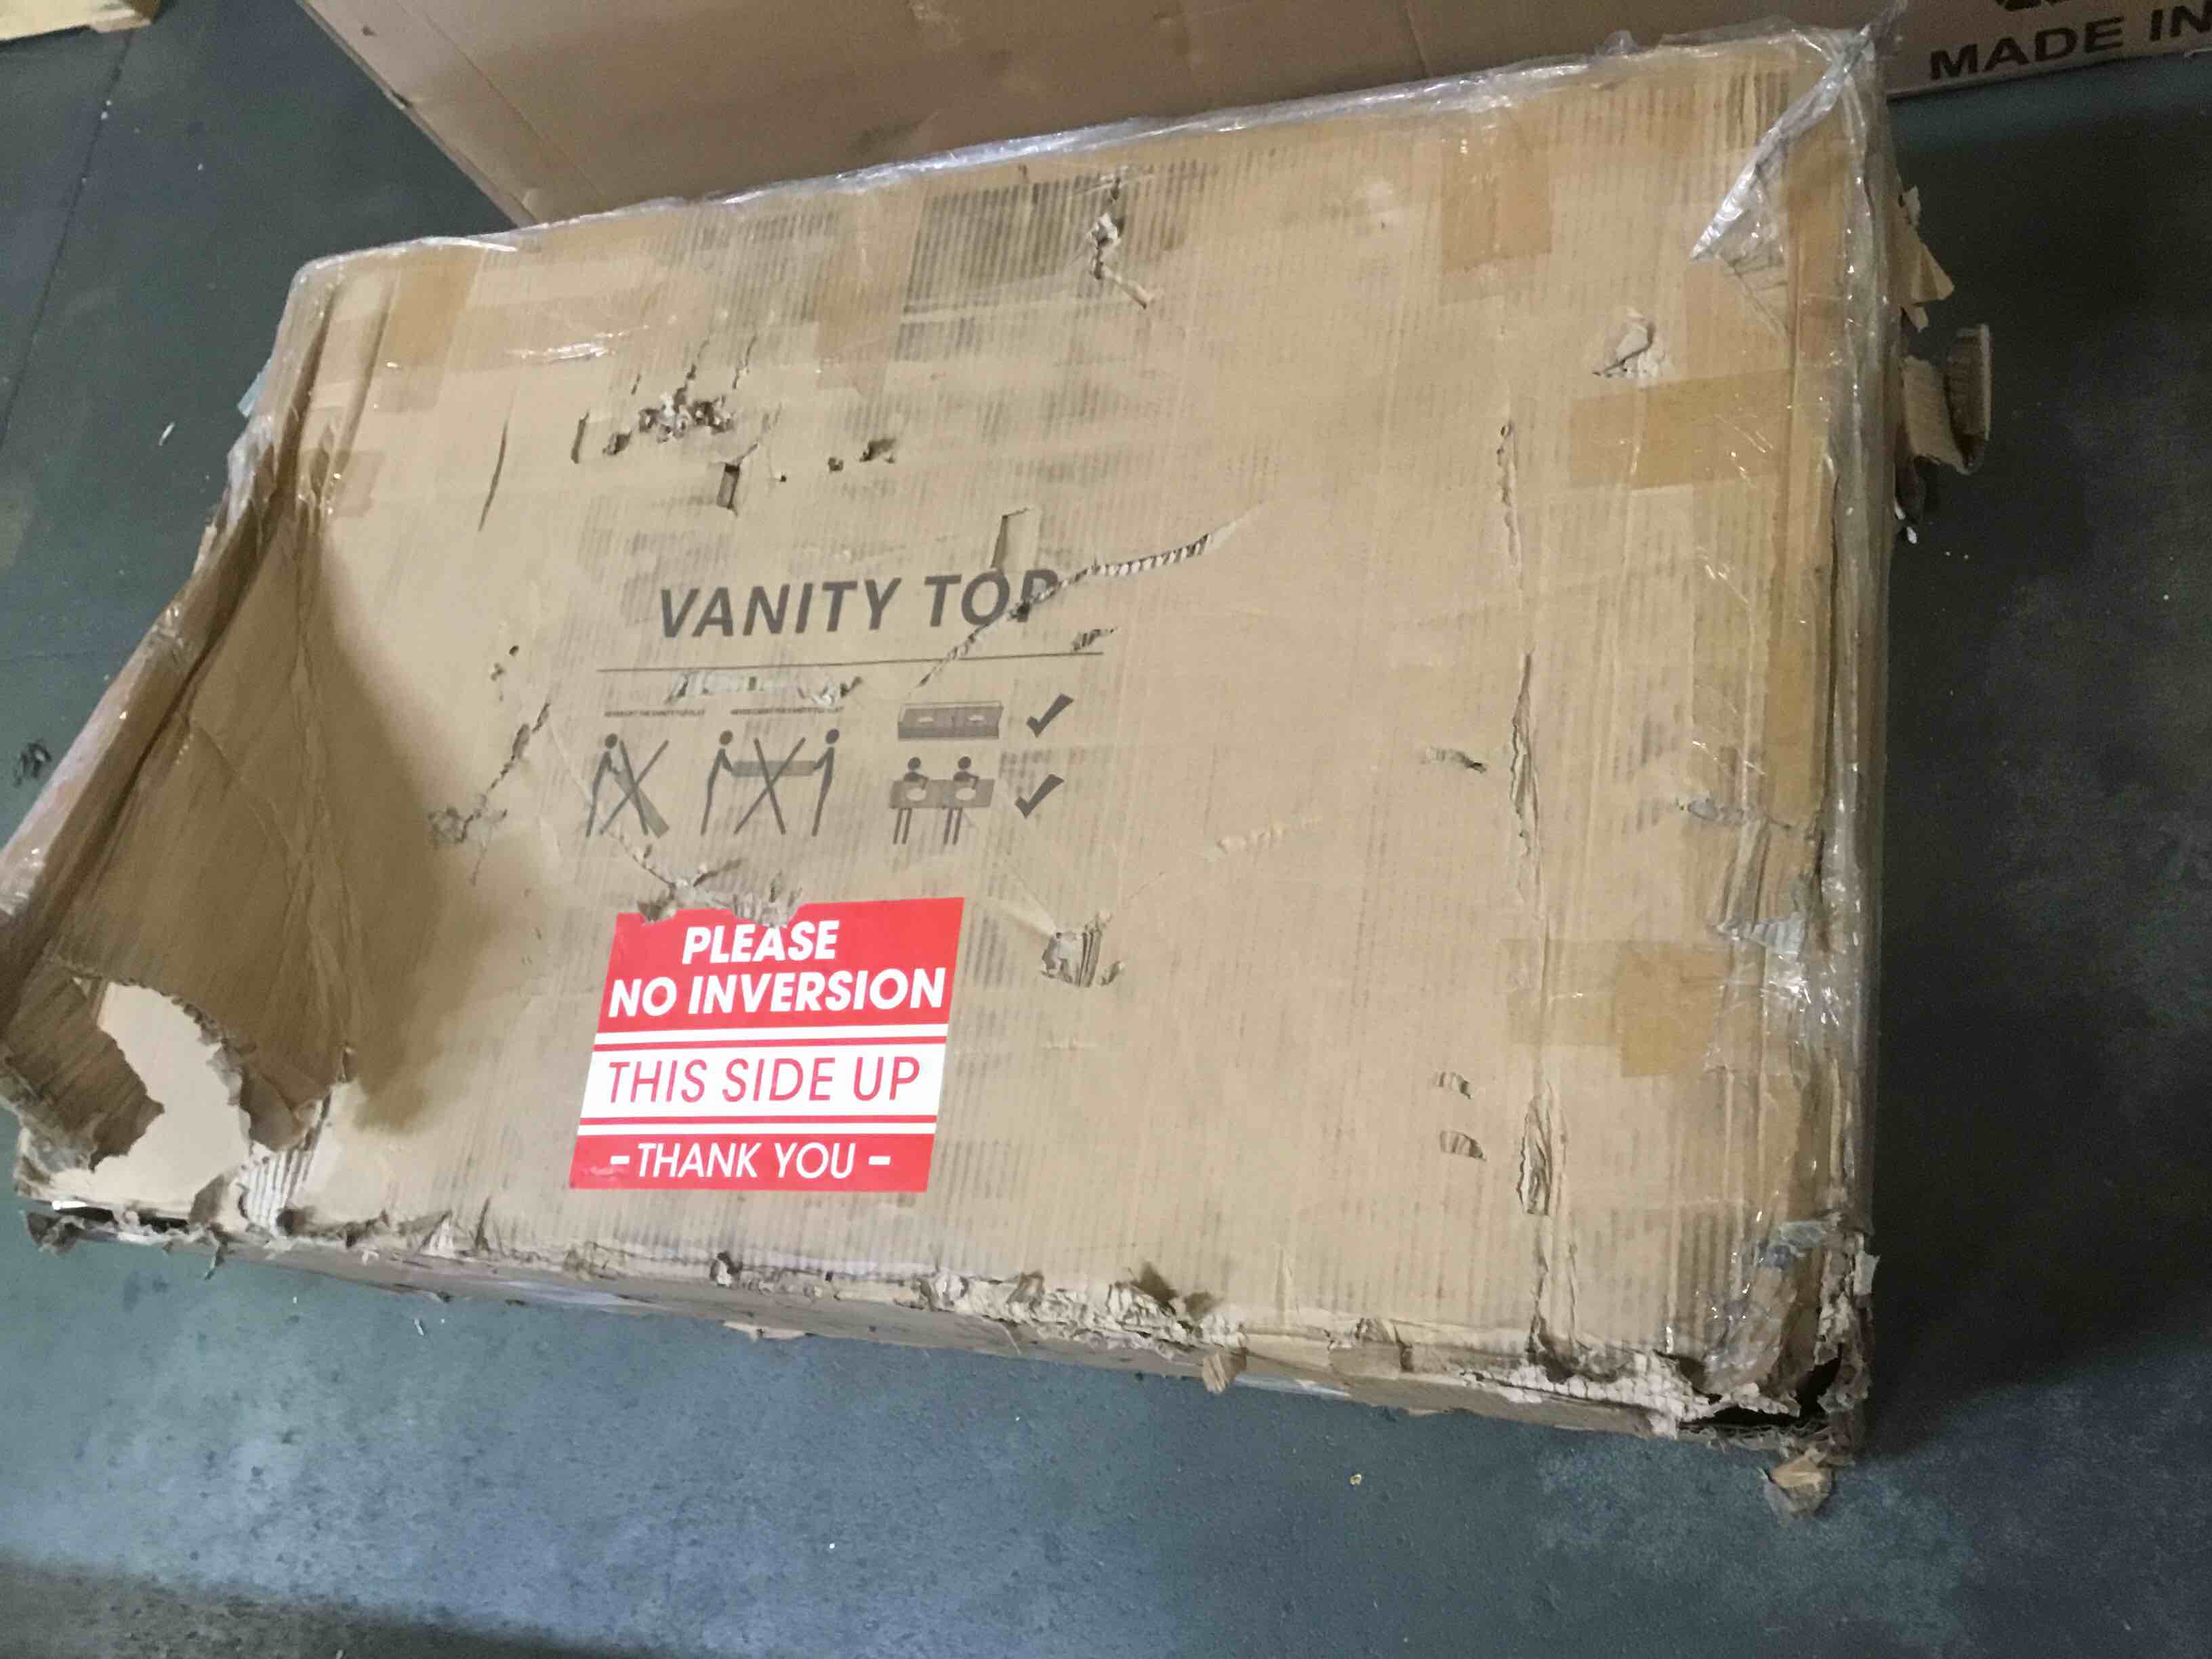 MADE IN
VANITY TOP
PLEASE
NO INVERSION
THIS SIDE UP
- THANK YOU -